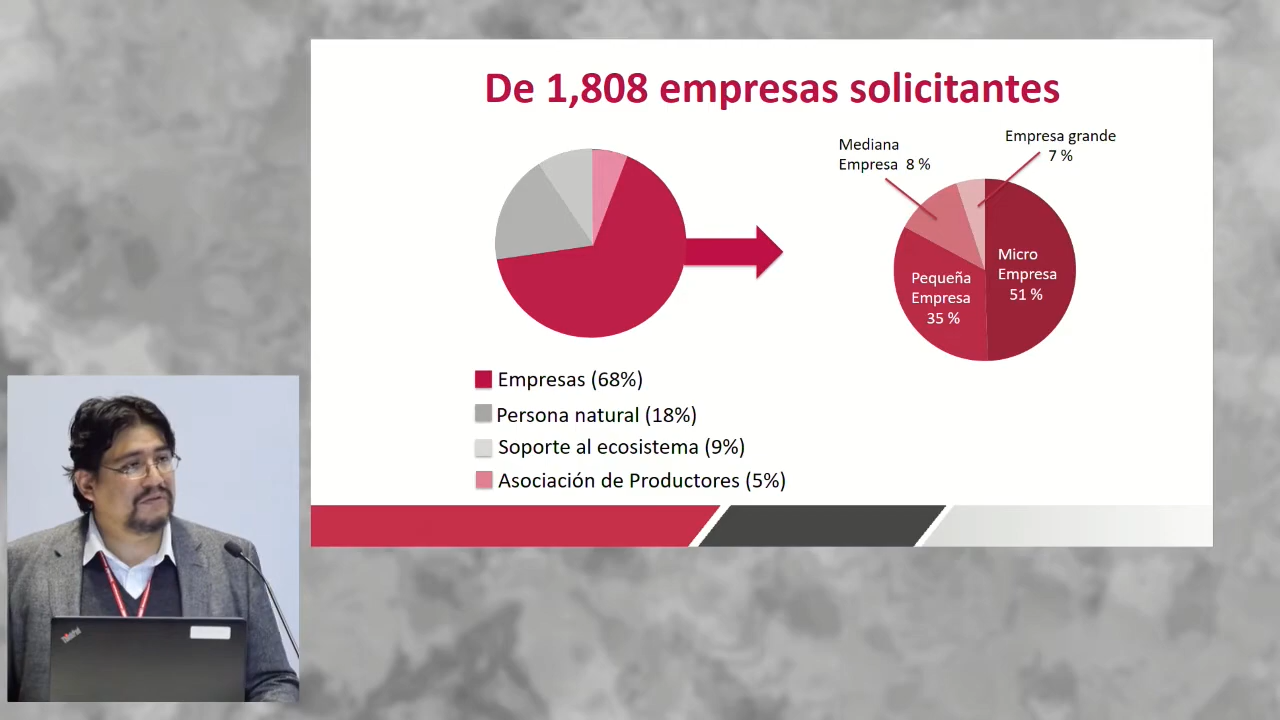 De 1,808 empresas solicitantes
Mediana
Empresa 8 %
Empresa grande
7 %
Micro
Empresa
51 %
Pequeña
Empresa
35 %
Empresas (68%)
Persona natural (18%)
Soporte al ecosistema (9%)
Asociación de Productores (5%)